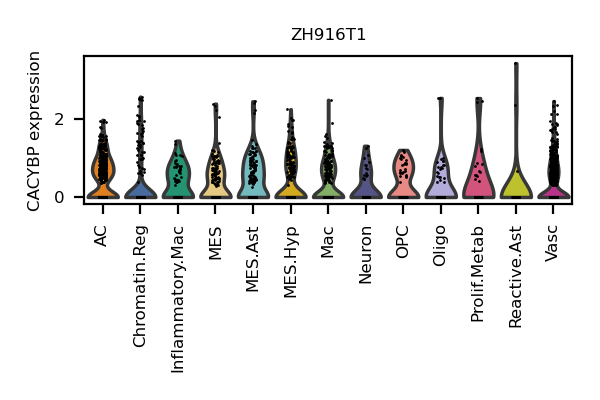 ZH916T1
CACYBP expression
2
0
AC
Chromatin.Reg
Inflammatory.Mac
MES
MES.Ast
MES.Hyp
Mac
Neuron
OPC
Oligo
Prolif.Metab
Reactive.Ast
Vasc